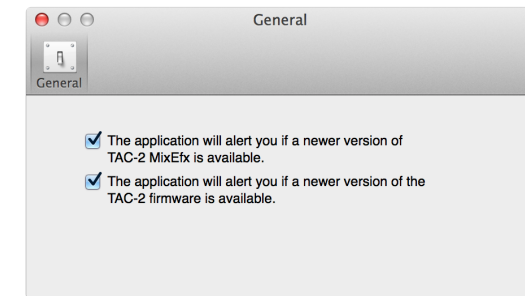 General
General
The application will alert you if a newer version of
TAC-2 MixEfx is available.
The application will alert you if a newer version of the
TAC-2 firmware is available.